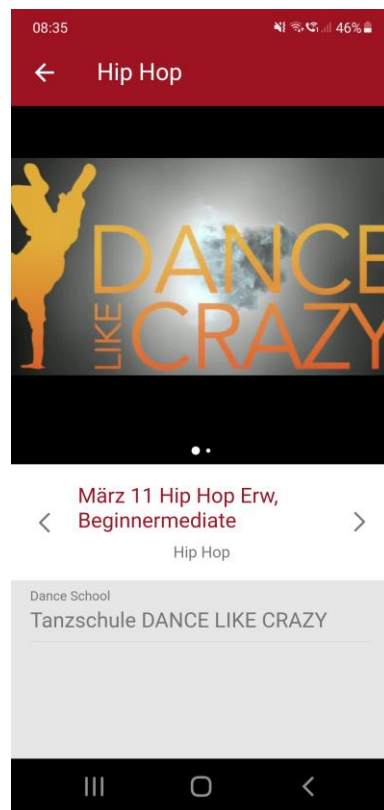 08:35
46%
Hip Hop
DANCE
LIKE
CRAZY
März 11 Hip Hop Erw,
Beginnermediate
Hip Hop
Dance School
Tanzschule DANCE LIKE CRAZY